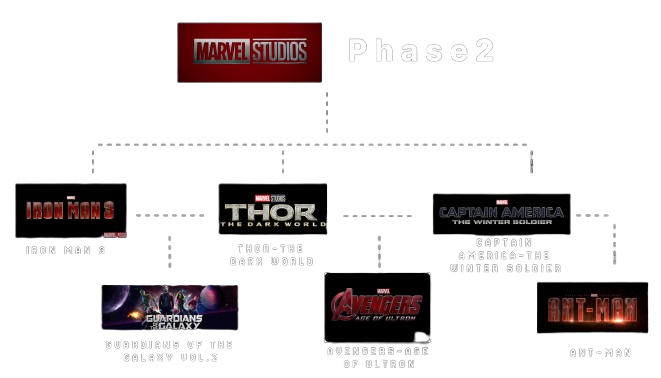 MARVEL STUDIOS
Phase2
MARVEL
IRON MAN 3
MARVEL STUDIOS
THOR
THE DARK WORLD
MARVEL
CAPTAIN AMERICA
THE WINTER SOLDIER
IRON MAN 3
THOR-THE
DARK WORLD
CAPTAIN
AMERICA-THE
WINTER SOLDIER
GUARDIANS
OF THE
GALAXY
MARVEL
AVENGERS
AGE OF ULTRON
ANT-MAN
GUARDIANS OF THE
GALAXY VOL.2
AVENGERS-AGE
OF ULTRON
ANT-MAN